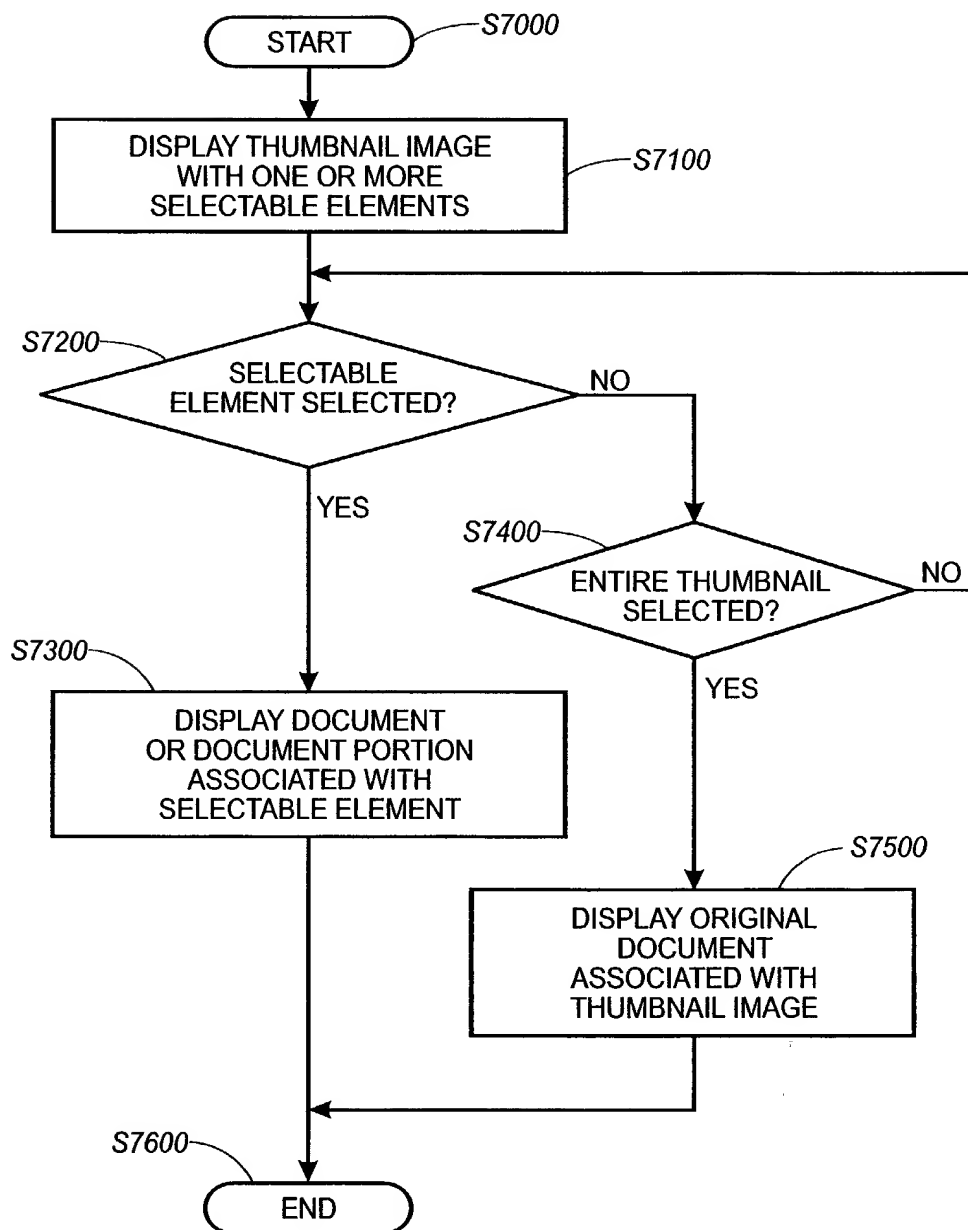 START
S7000
DISPLAY THUMBNAIL IMAGE
WITH ONE OR MORE
SELECTABLE ELEMENTS
S7100
S7200
SELECTABLE
ELEMENT SELECTED?
NO
YES
S7400
ENTIRE THUMBNAIL
SELECTED?
NO
YES
S7300
DISPLAY DOCUMENT
OR DOCUMENT PORTION
ASSOCIATED WITH
SELECTABLE ELEMENT
S7500
DISPLAY ORIGINAL
DOCUMENT
ASSOCIATED WITH
THUMBNAIL IMAGE
S7600
END